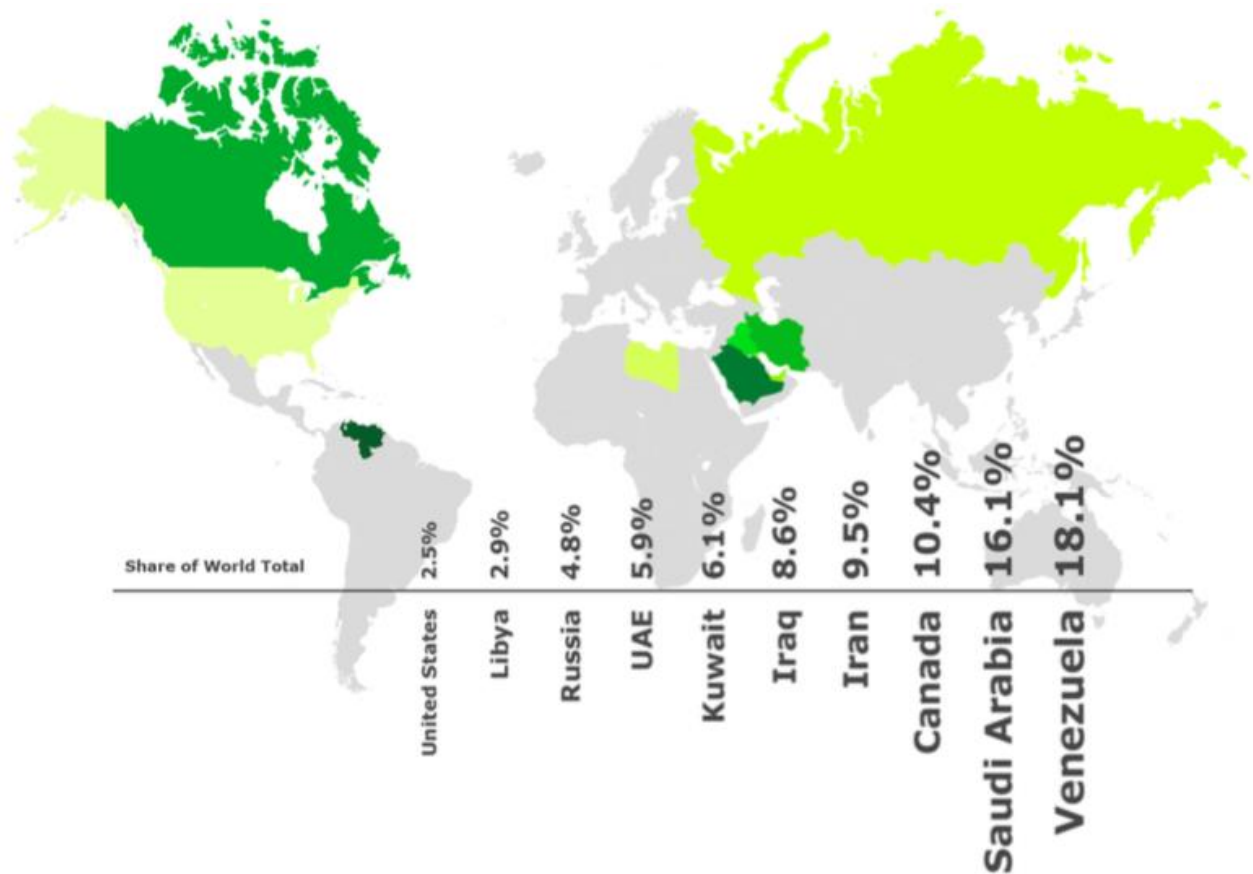 Share of World Total
2.5%
2.9%
4.8%
5.9%
6.1%
8.6%
9.5%
10.4%
16.1%
18.1%
United States
Libya
Russia
UAE
Kuwait
Iraq
Iran
Canada
Saudi Arabia
Venezuela